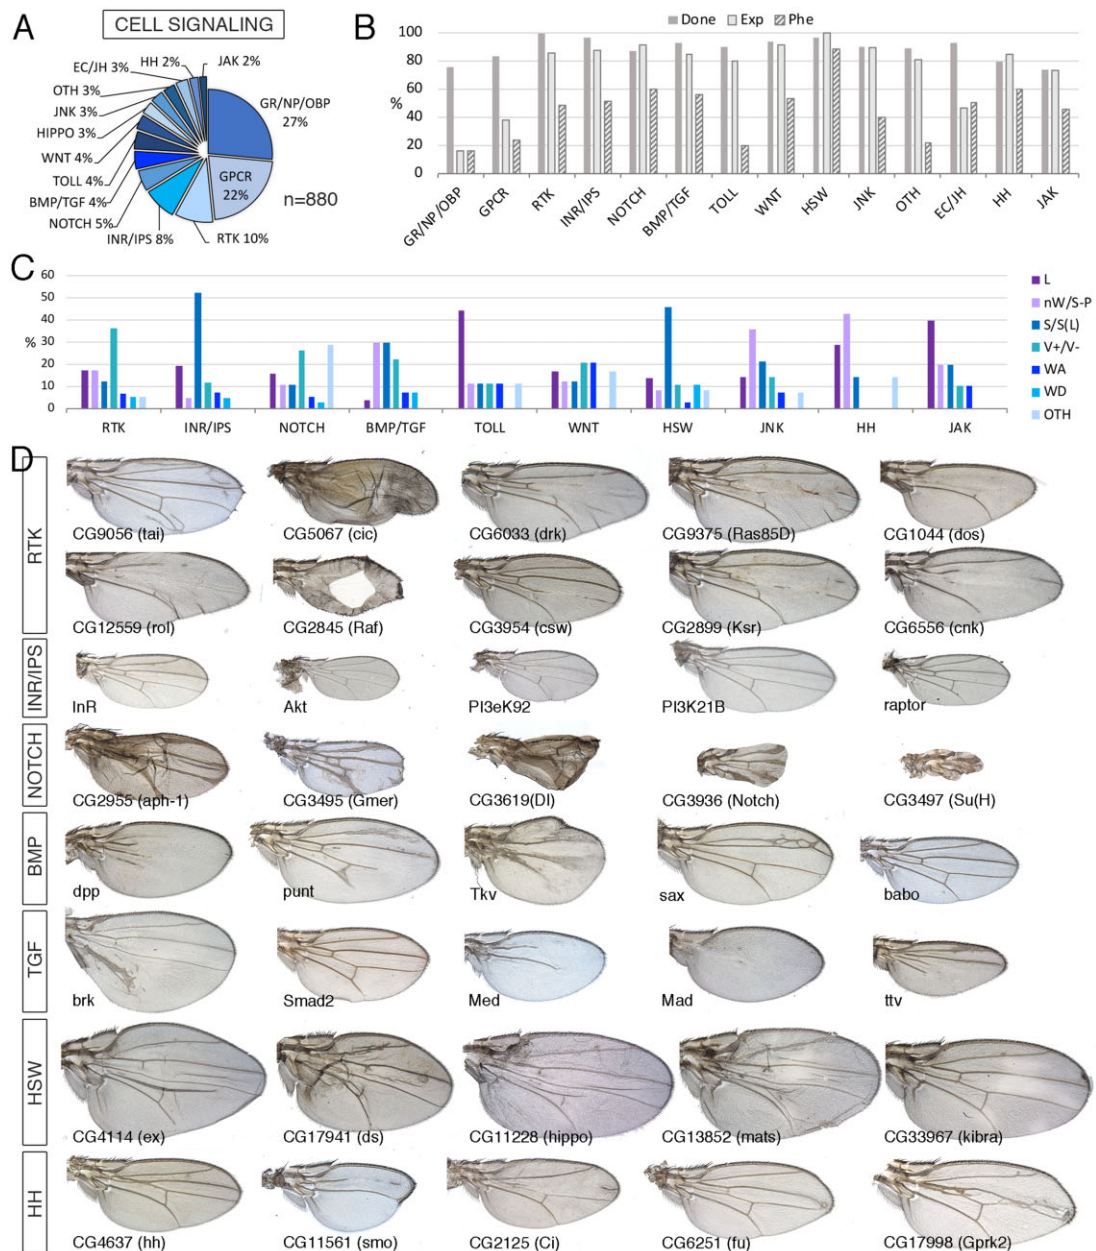 A
CELL SIGNALING
JAK 2%
HH 2%
EC/JH 3%
OTH 3%
JNK 3%
HIPPO 3%
WNT 4%
TOLL 4%
BMP/TGF 4%
NOTCH 5%
INR/IPS 8%
RTK 10%
GPCR
22%
GR/NP/OBP
27%
n=880
B
Done Exp Phe
100
80
60
40
20
0
%
GR/NP/OBP GPCR RTK INR/IPS NOTCH BMP/TGF TOLL WNT HSW JNK OTH EC/JH HH JAK
C
60
50
40
30
20
10
0
%
RTK INR/IPS NOTCH BMP/TGF TOLL WNT HSW JNK HH JAK
L
nW/S-P
S/S(L)
V+/V-
WA
WD
OTH
D
RTK
CG9056 (tai) CG5067 (cic) CG6033 (drk) CG9375 (Ras85D) CG1044 (dos)
CG12559 (rol) CG2845 (Raf) CG3954 (csw) CG2899 (Ksr) CG6556 (cnk)
INR/IPS
InR Akt PI3eK92 PI3K21B raptor
NOTCH
CG2955 (aph-1) CG3495 (Gmer) CG3619(Dl) CG3936 (Notch) CG3497 (Su(H)
BMP
dpp punt Tkv sax babo
TGF
brk Smad2 Med Mad ttv
HSW
CG4114 (ex) CG17941 (ds) CG11228 (hippo) CG13852 (mats) CG33967 (kibra)
HH
CG4637 (hh) CG11561 (smo) CG2125 (Ci) CG6251 (fu) CG17998 (Gprk2)